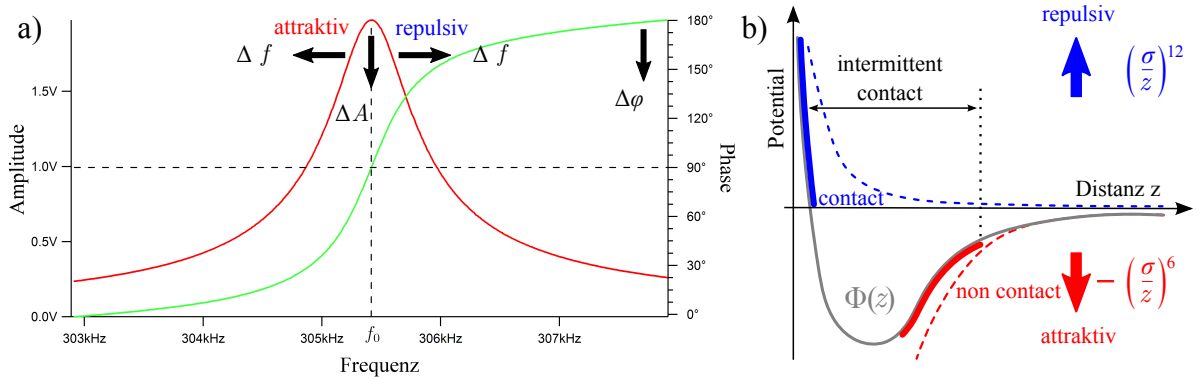 a)
attraktiv
repulsiv
Δ f
Δ f
Δ A
Δφ
Amplitude
1.5V
1.0V
0.5V
0.0V
303kHz
304kHz
305kHz
f₀
306kHz
307kHz
Frequenz
180°
150°
120°
90°
60°
30°
0°
Phase
b)
repulsiv
(σ/z)¹²
intermittent
contact
Potential
Distanz z
contact
Φ(z)
non contact
− (σ/z)⁶
attraktiv